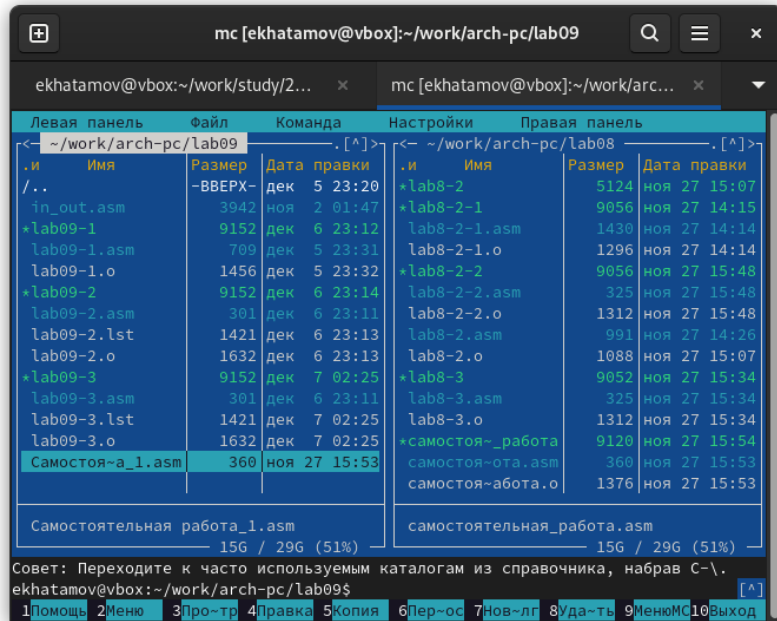 mc [ekhatamov@vbox]:~/work/arch-pc/lab09
ekhatamov@vbox:~/work/study/2... × mc [ekhatamov@vbox]:~/work/arc... ×
Левая панель Файл Команда Настройки Правая панель
<— ~/work/arch-pc/lab09 .[^]> <— ~/work/arch-pc/lab08 .[^]>
.и Имя Размер Дата правки .и Имя Размер Дата правки
/.. -ВВЕРХ- дек 5 23:20 *lab8-2 5124 ноя 27 15:07
in_out.asm 3942 ноя 2 01:47 *lab8-2-1 9056 ноя 27 14:15
*lab09-1 9152 дек 6 23:12 lab8-2-1.asm 1430 ноя 27 14:14
lab09-1.asm 709 дек 5 23:31 lab8-2-1.o 1296 ноя 27 14:14
lab09-1.o 1456 дек 5 23:32 *lab8-2-2 9056 ноя 27 15:48
*lab09-2 9152 дек 6 23:14 lab8-2-2.asm 325 ноя 27 15:48
lab09-2.asm 301 дек 6 23:11 lab8-2-2.o 1312 ноя 27 15:48
lab09-2.lst 1421 дек 6 23:13 lab8-2.asm 991 ноя 27 14:26
lab09-2.o 1632 дек 6 23:13 lab8-2.o 1088 ноя 27 15:07
*lab09-3 9152 дек 7 02:25 *lab8-3 9052 ноя 27 15:34
lab09-3.asm 301 дек 6 23:11 lab8-3.asm 325 ноя 27 15:34
lab09-3.lst 1421 дек 7 02:25 lab8-3.o 1312 ноя 27 15:34
lab09-3.o 1632 дек 7 02:25 *самостоя~_работа 9120 ноя 27 15:54
Самостоя~а_1.asm 360 ноя 27 15:53 самостоя~ота.asm 360 ноя 27 15:53
самостоя~абота.o 1376 ноя 27 15:53
Самостоятельная работа_1.asm самостоятельная_работа.asm
15G / 29G (51%) 15G / 29G (51%)
Совет: Переходите к часто используемым каталогам из справочника, набрав C-\.
ekhatamov@vbox:~/work/arch-pc/lab09$ [^]
1Помощь 2Меню 3Про~тр 4Правка 5Копия 6Пер~ос 7Нов~лг 8Уда~ть 9МенюMC 10Выход